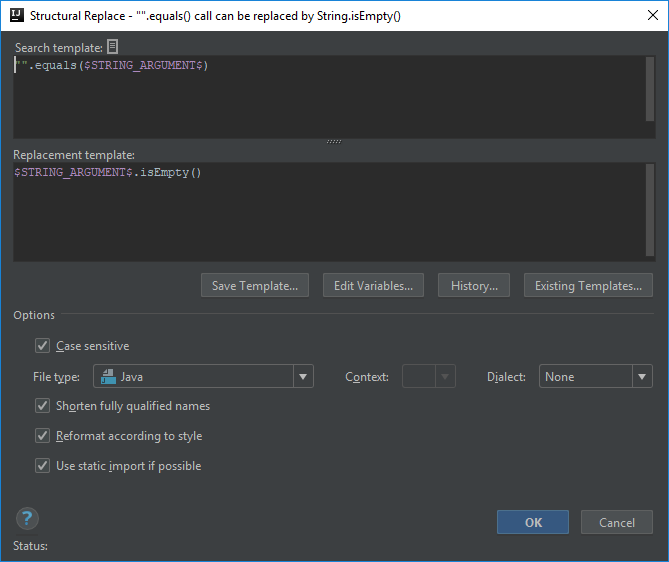 IJ Structural Replace - "".equals() call can be replaced by String.isEmpty()
Search template:
"".equals($STRING_ARGUMENT$)
Replacement template:
$STRING_ARGUMENT$.isEmpty()
Save Template... Edit Variables... History... Existing Templates...
Options
Case sensitive
File type: Java Context: Dialect: None
Shorten fully qualified names
Reformat according to style
Use static import if possible
? OK Cancel
Status: